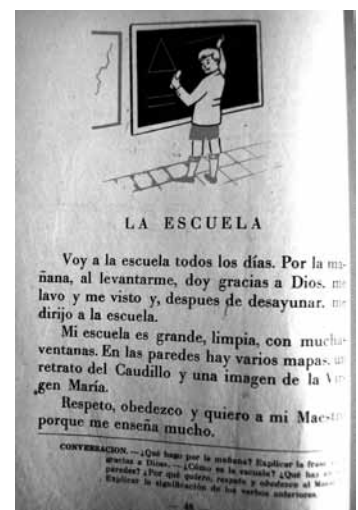 LA ESCUELA
Voy a la escuela todos los días. Por la ma-
ñana, al levantarme, doy gracias a Dios. me
lavo y me visto y, despues de desayunar. me
dirijo a la escuela.
Mi escuela es grande, limpia, con muchas
ventanas. En las paredes hay varios mapas. un
retrato del Caudillo y una imagen de la Vir-
gen María.
Respeto, obedezco y quiero a mi Maestro
porque me enseña mucho.
CONVERSACION. — ¿Qué hago por la mañana? Explicar la frase
gracias a Dios. — ¿Cómo es la escuela? ¿Qué hay
paredes? ¿Por qué quiero, respeto y obedezco al
Explicar la significación de los verbos anteriores.